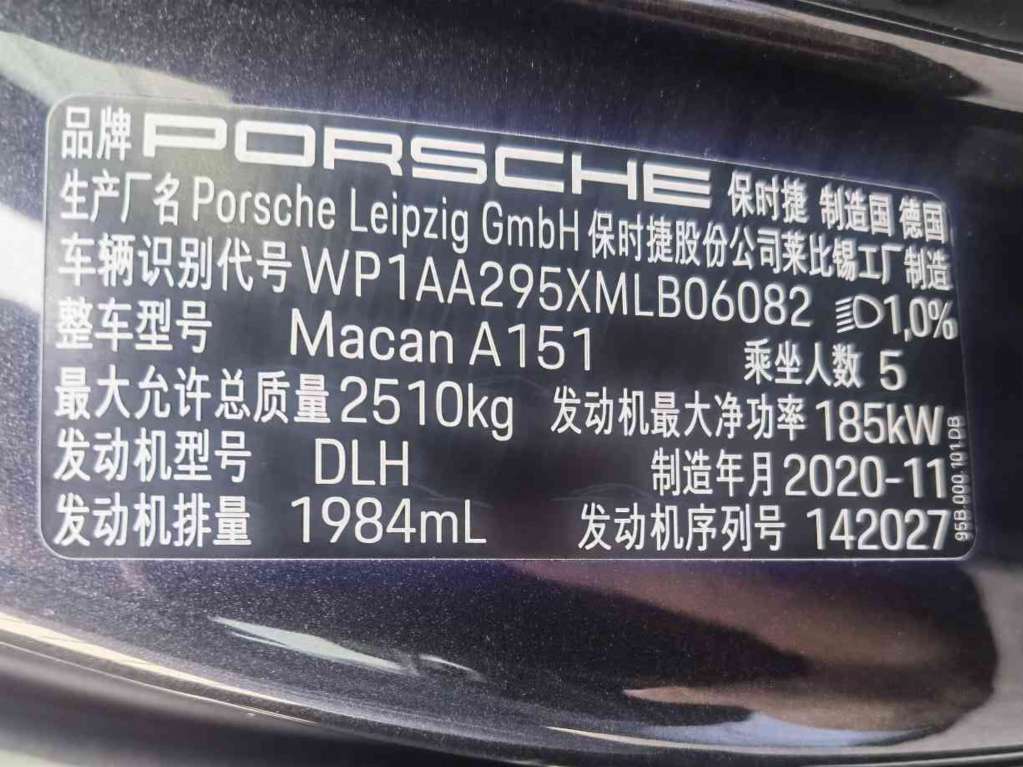 品牌 PORSCHE 保时捷 制造国 德国
生产厂名 Porsche Leipzig GmbH 保时捷股份公司莱比锡工厂制造
车辆识别代号 WP1AA295XMLB06082 1,0%
整车型号 Macan A151 乘坐人数 5
最大允许总质量 2510kg 发动机最大净功率 185kW
发动机型号 DLH 制造年月 2020-11
发动机排量 1984mL 发动机序列号 142027
95B.000.101.DB